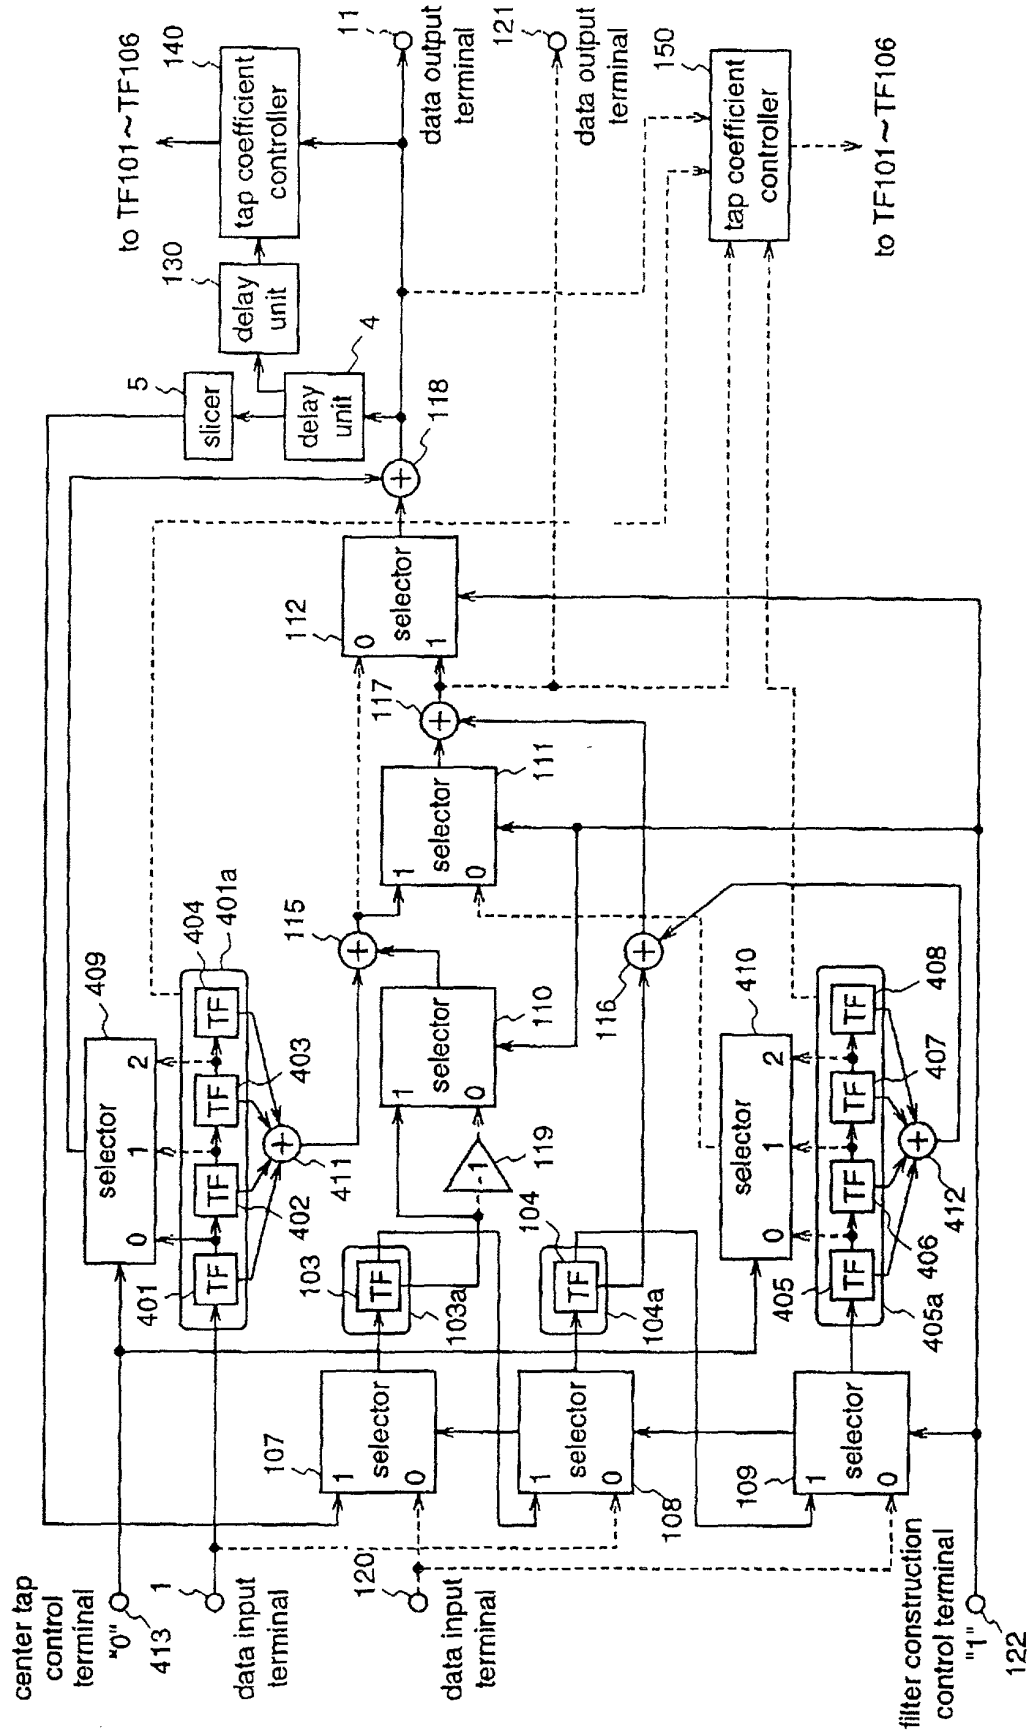 center tap
control
terminal
"0"
413
1
data input
terminal
120
data input
terminal
filter construction
control terminal
"1"
122
107
selector
1
0
108
selector
1
0
109
selector
1
0
409
selector
0
1
2
401
TF
TF
402
TF
403
TF
404
401a
+
411
103
TF
103a
104
TF
104a
-1
119
410
selector
0
1
2
405
TF
TF
406
TF
407
TF
408
405a
+
412
selector
1
0
110
115
+
116
+
selector
1
0
111
117
+
112
selector
0
1
+
118
5
slicer
delay
unit
4
130
delay
unit
140
tap coefficient
controller
to TF101~TF106
11
data output
terminal
121
data output
terminal
150
tap coefficient
controller
to TF101~TF106